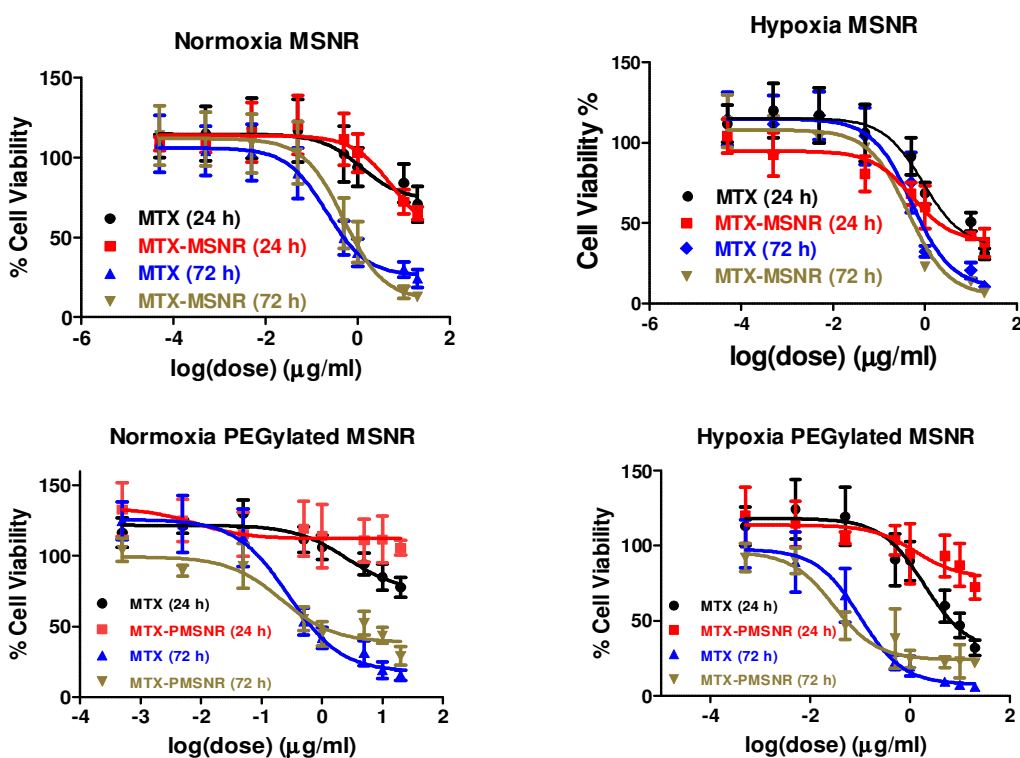 Normoxia MSNR
% Cell Viability
150
100
50
0
MTX (24 h)
MTX-MSNR (24 h)
MTX (72 h)
MTX-MSNR (72 h)
-6 -4 -2 0 2
log(dose) (µg/ml)
Hypoxia MSNR
Cell Viability %
150
100
50
0
MTX (24 h)
MTX-MSNR (24 h)
MTX (72 h)
MTX-MSNR (72 h)
-6 -4 -2 0 2
log(dose) (µg/ml)
Normoxia PEGylated MSNR
% Cell Viability
150
100
50
0
MTX (24 h)
MTX-PMSNR (24 h)
MTX (72 h)
MTX-PMSNR (72 h)
-4 -3 -2 -1 0 1 2
log(dose) (µg/ml)
Hypoxia PEGylated MSNR
% Cell Viability
150
100
50
0
MTX (24 h)
MTX-PMSNR (24 h)
MTX (72 h)
MTX-PMSNR (72 h)
-4 -2 0 2
log(dose) (µg/ml)